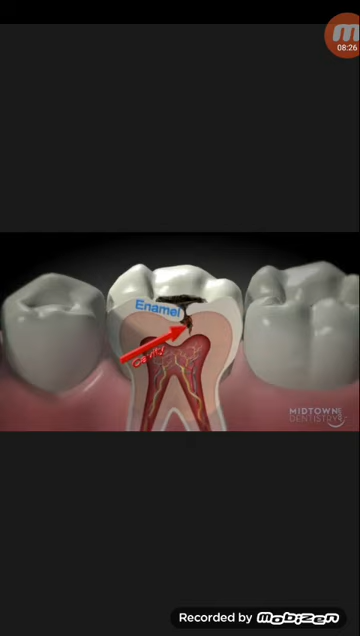 08:26
Enamel
Cavity
MIDTOWN
DENTISTRY
Recorded by mobizen